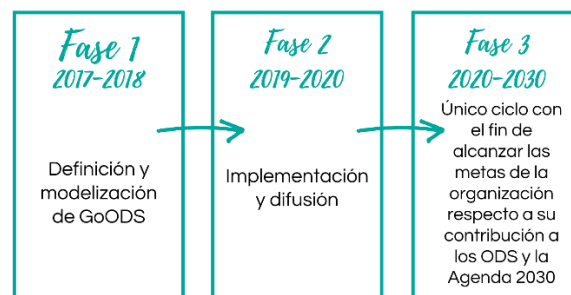 Fase 1
2017-2018
Definición y
modelización
de GoODS
Fase 2
2019-2020
Implementación
y difusión
Fase 3
2020-2030
Único ciclo con
el fin de
alcanzar las
metas de la
organización
respecto a su
contribución a
los ODS y la
Agenda 2030